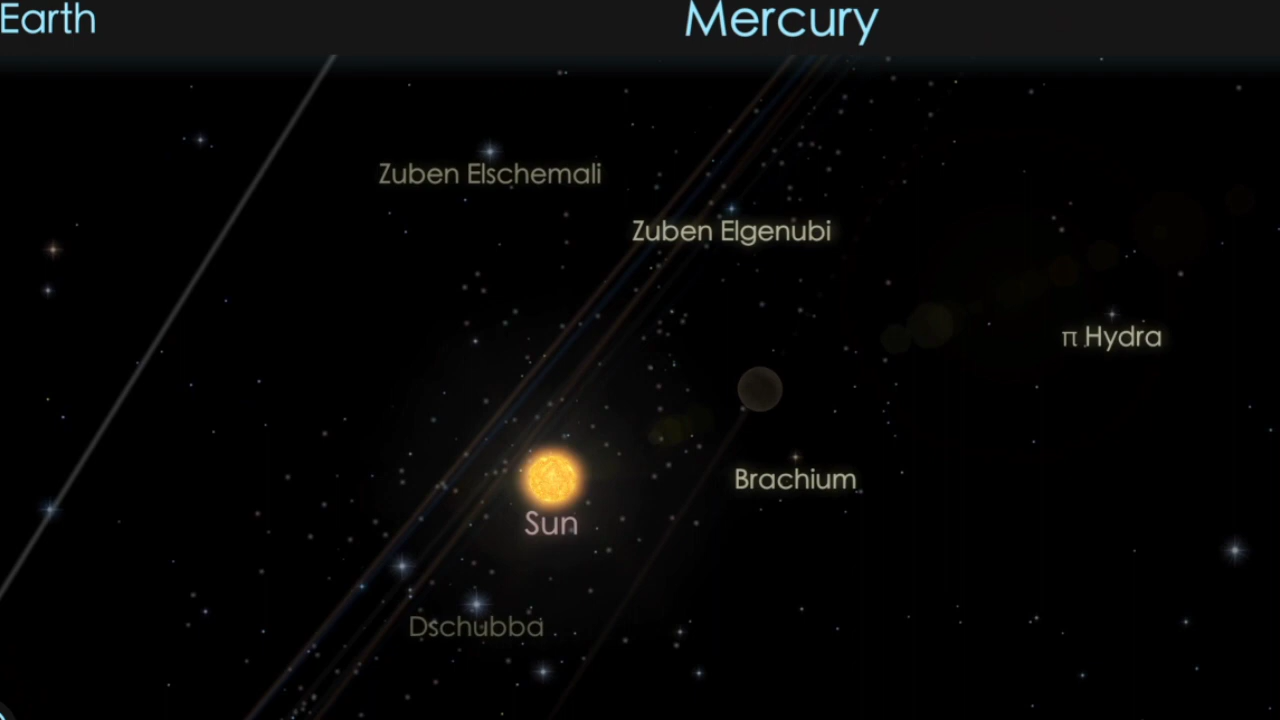 Earth
Mercury
Zuben Elschemali
Zuben Elgenubi
π Hydra
Brachium
Sun
Dschubba